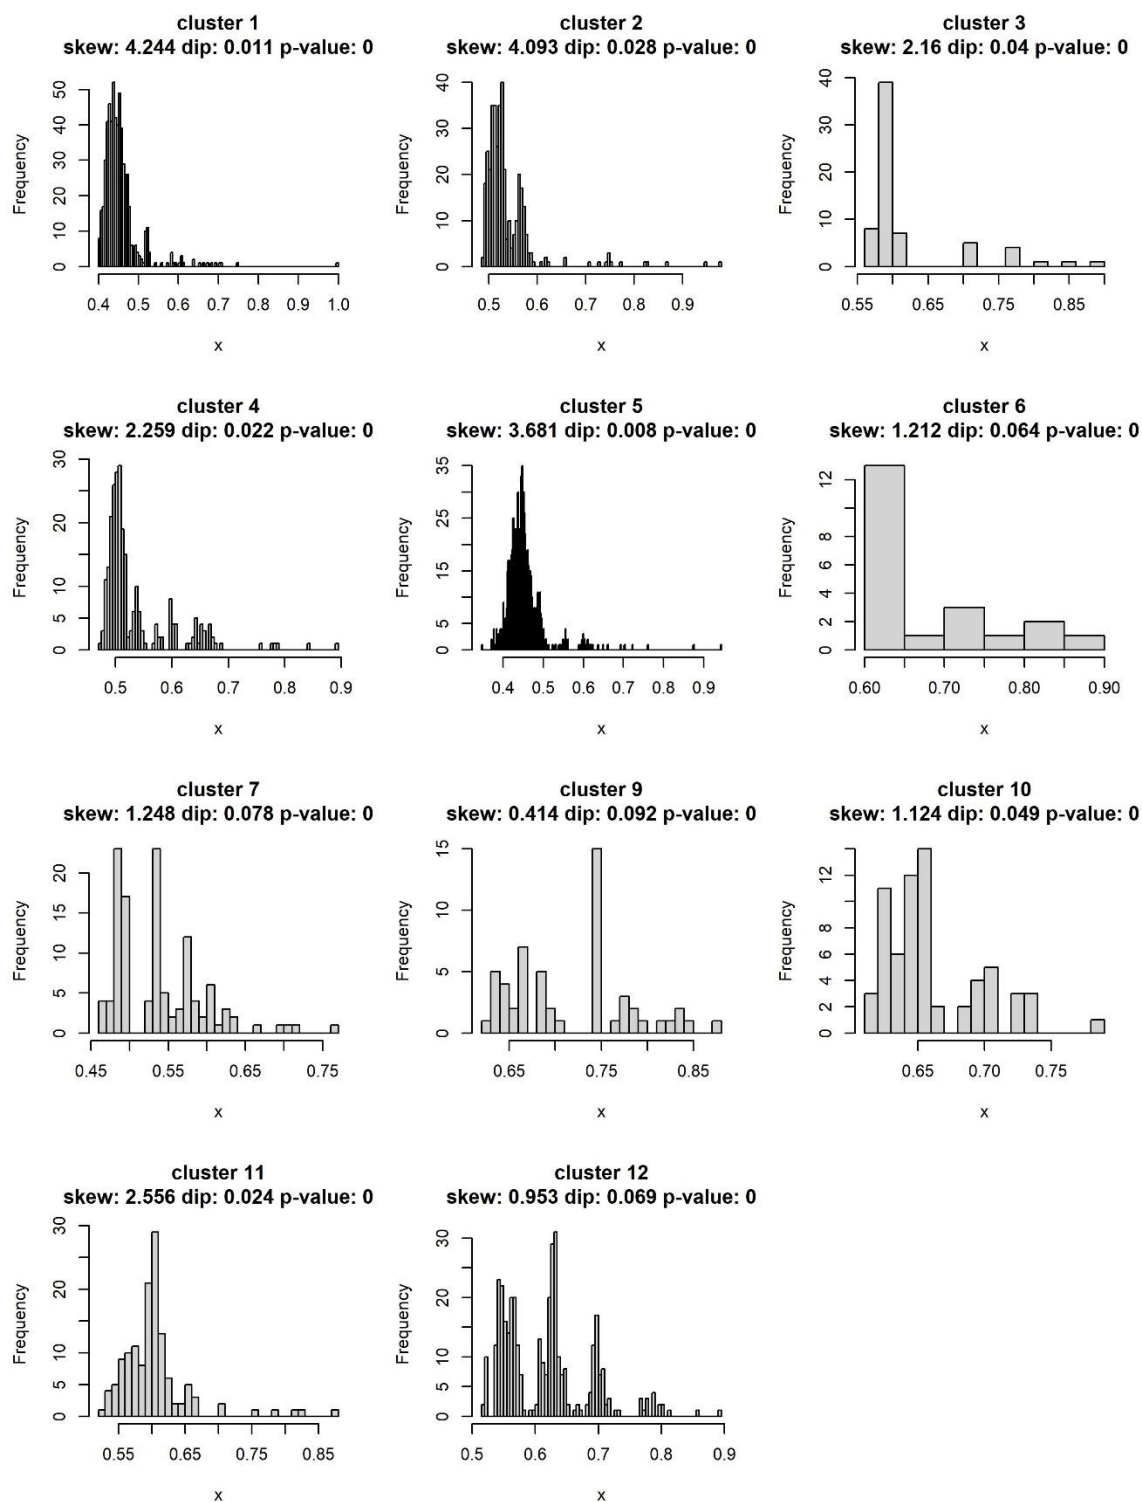 cluster 1
skew: 4.244 dip: 0.011 p-value: 0
Frequency
0 10 20 30 40 50
0.4 0.5 0.6 0.7 0.8 0.9 1.0
x
cluster 2
skew: 4.093 dip: 0.028 p-value: 0
Frequency
0 10 20 30 40
0.5 0.6 0.7 0.8 0.9
x
cluster 3
skew: 2.16 dip: 0.04 p-value: 0
Frequency
0 10 20 30 40
0.55 0.65 0.75 0.85
x
cluster 4
skew: 2.259 dip: 0.022 p-value: 0
Frequency
0 5 10 20 30
0.5 0.6 0.7 0.8 0.9
x
cluster 5
skew: 3.681 dip: 0.008 p-value: 0
Frequency
0 5 15 25 35
0.4 0.5 0.6 0.7 0.8 0.9
x
cluster 6
skew: 1.212 dip: 0.064 p-value: 0
Frequency
0 2 4 6 8 12
0.60 0.70 0.80 0.90
x
cluster 7
skew: 1.248 dip: 0.078 p-value: 0
Frequency
0 5 10 15 20
0.45 0.55 0.65 0.75
x
cluster 9
skew: 0.414 dip: 0.092 p-value: 0
Frequency
0 5 10 15
0.65 0.75 0.85
x
cluster 10
skew: 1.124 dip: 0.049 p-value: 0
Frequency
0 2 4 6 8 12
0.65 0.70 0.75
x
cluster 11
skew: 2.556 dip: 0.024 p-value: 0
Frequency
0 5 10 20 30
0.55 0.65 0.75 0.85
x
cluster 12
skew: 0.953 dip: 0.069 p-value: 0
Frequency
0 5 10 20 30
0.5 0.6 0.7 0.8 0.9
x